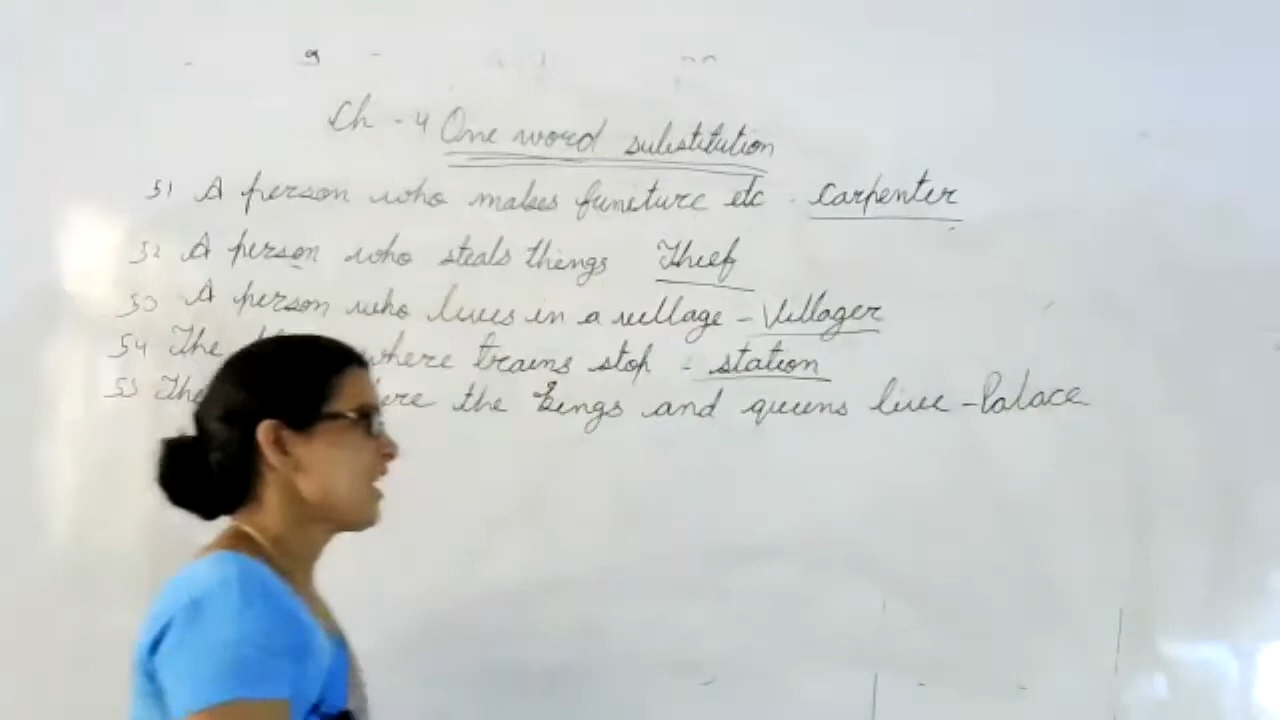 Ch - 4 One word substitution
51 A person who makes funiture etc - Carpenter
52 A person who steals things Thief
53 A person who lives in a village - Villager
54 The where trains stop - station
55 The the kings and queens live - Palace